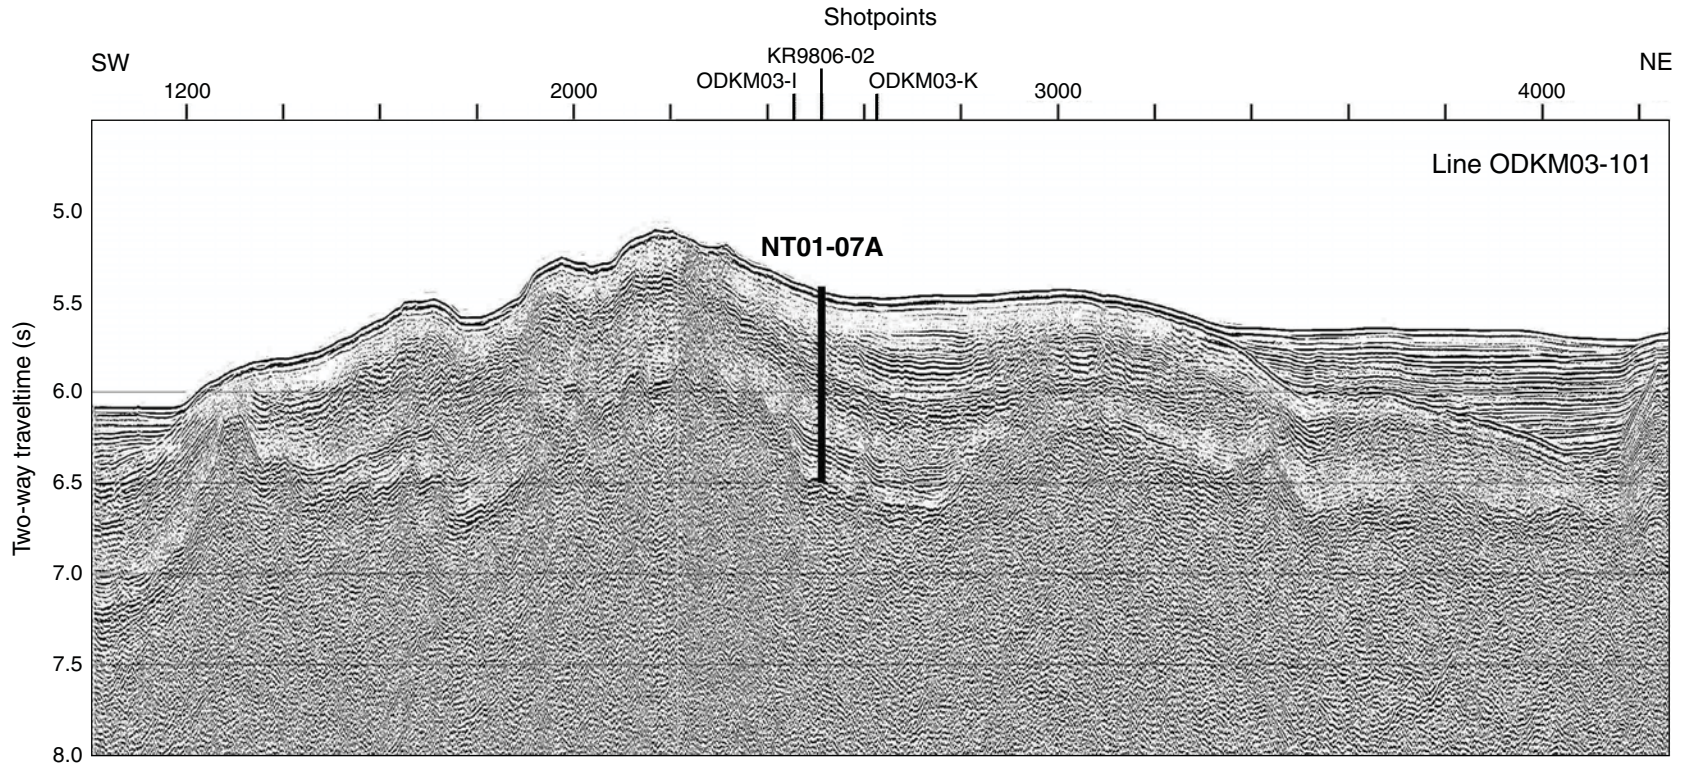 Shotpoints
KR9806-02
SW
NE
ODKM03-I
ODKM03-K
1200
2000
3000
4000
Line ODKM03-101
5.0
NT01-07A
5.5
6.0
6.5
7.0
7.5
8.0
Two-way traveltime (s)